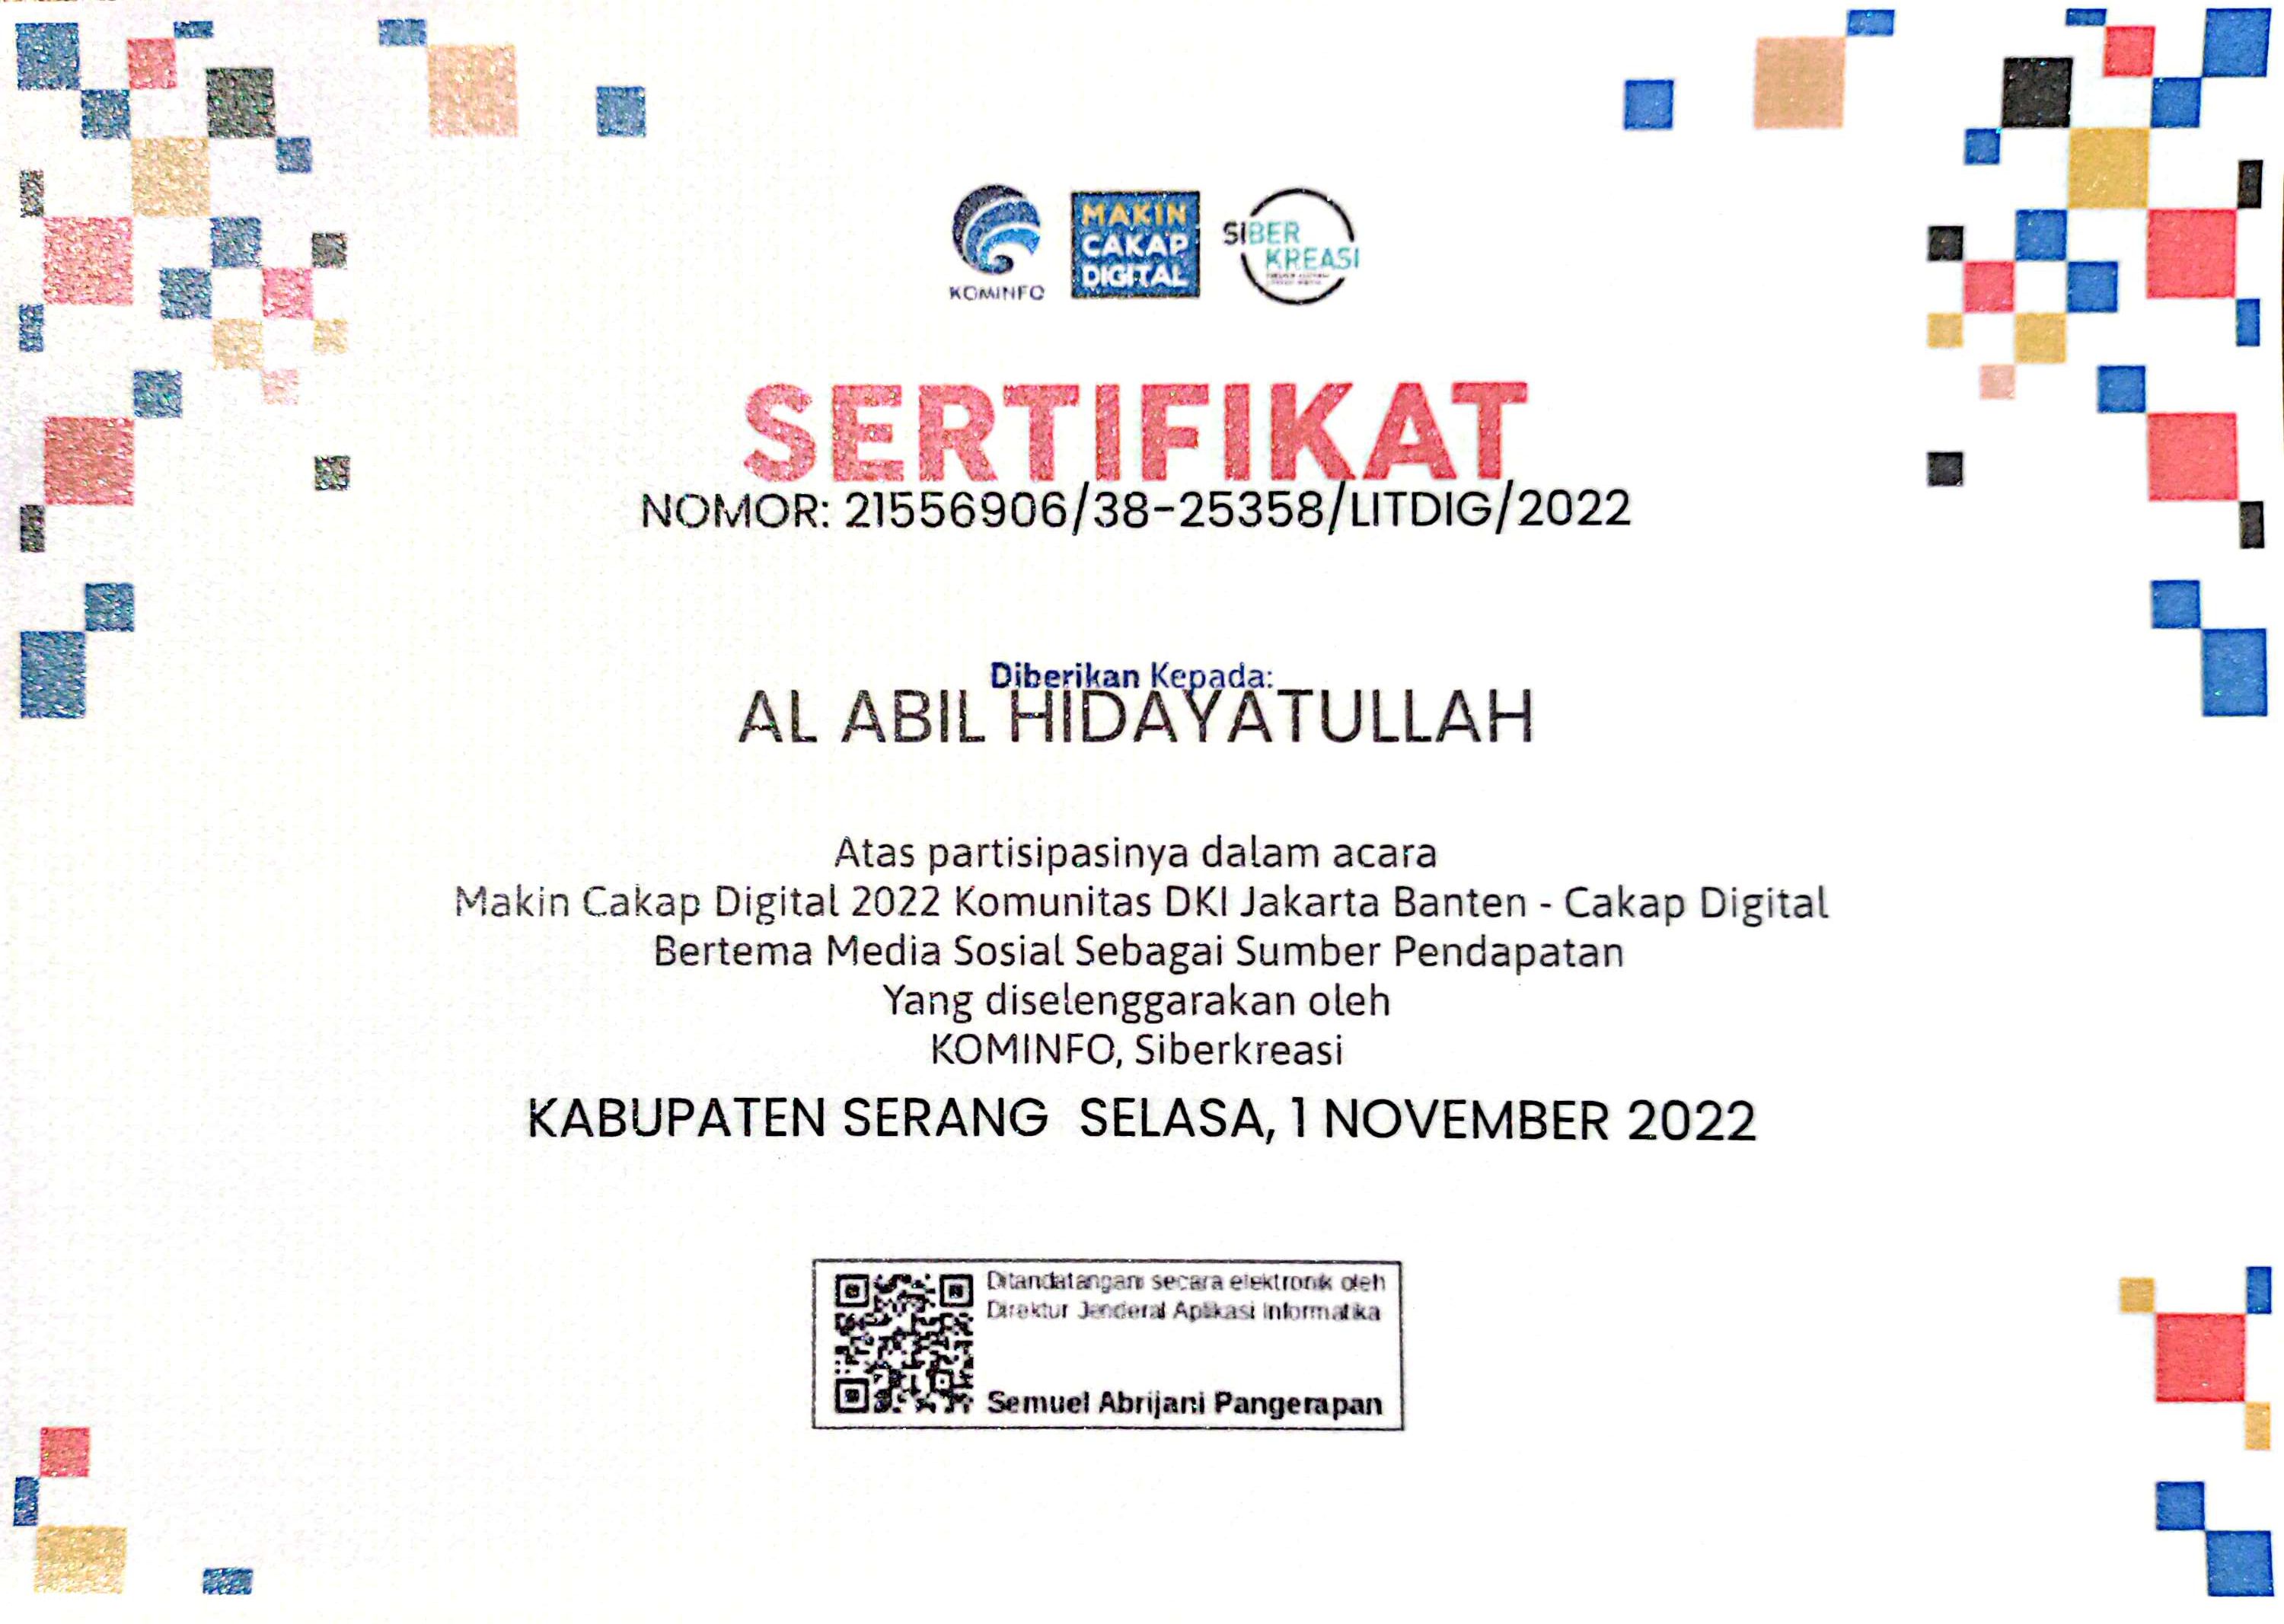 KOMINFO
MAKIN
CAKAP
DIGITAL
SIBER
KREASI
SERTIFIKAT
NOMOR: 21556906/38-25358/LITDIG/2022
Diberikan Kepada:
AL ABIL HIDAYATULLAH
Atas partisipasinya dalam acara
Makin Cakap Digital 2022 Komunitas DKI Jakarta Banten - Cakap Digital
Bertema Media Sosial Sebagai Sumber Pendapatan
Yang diselenggarakan oleh
KOMINFO, Siberkreasi
KABUPATEN SERANG SELASA, 1 NOVEMBER 2022
Ditandatangani secara elektronik oleh
Direktur Jenderal Aplikasi Informatika
Semuel Abrijani Pangerapan